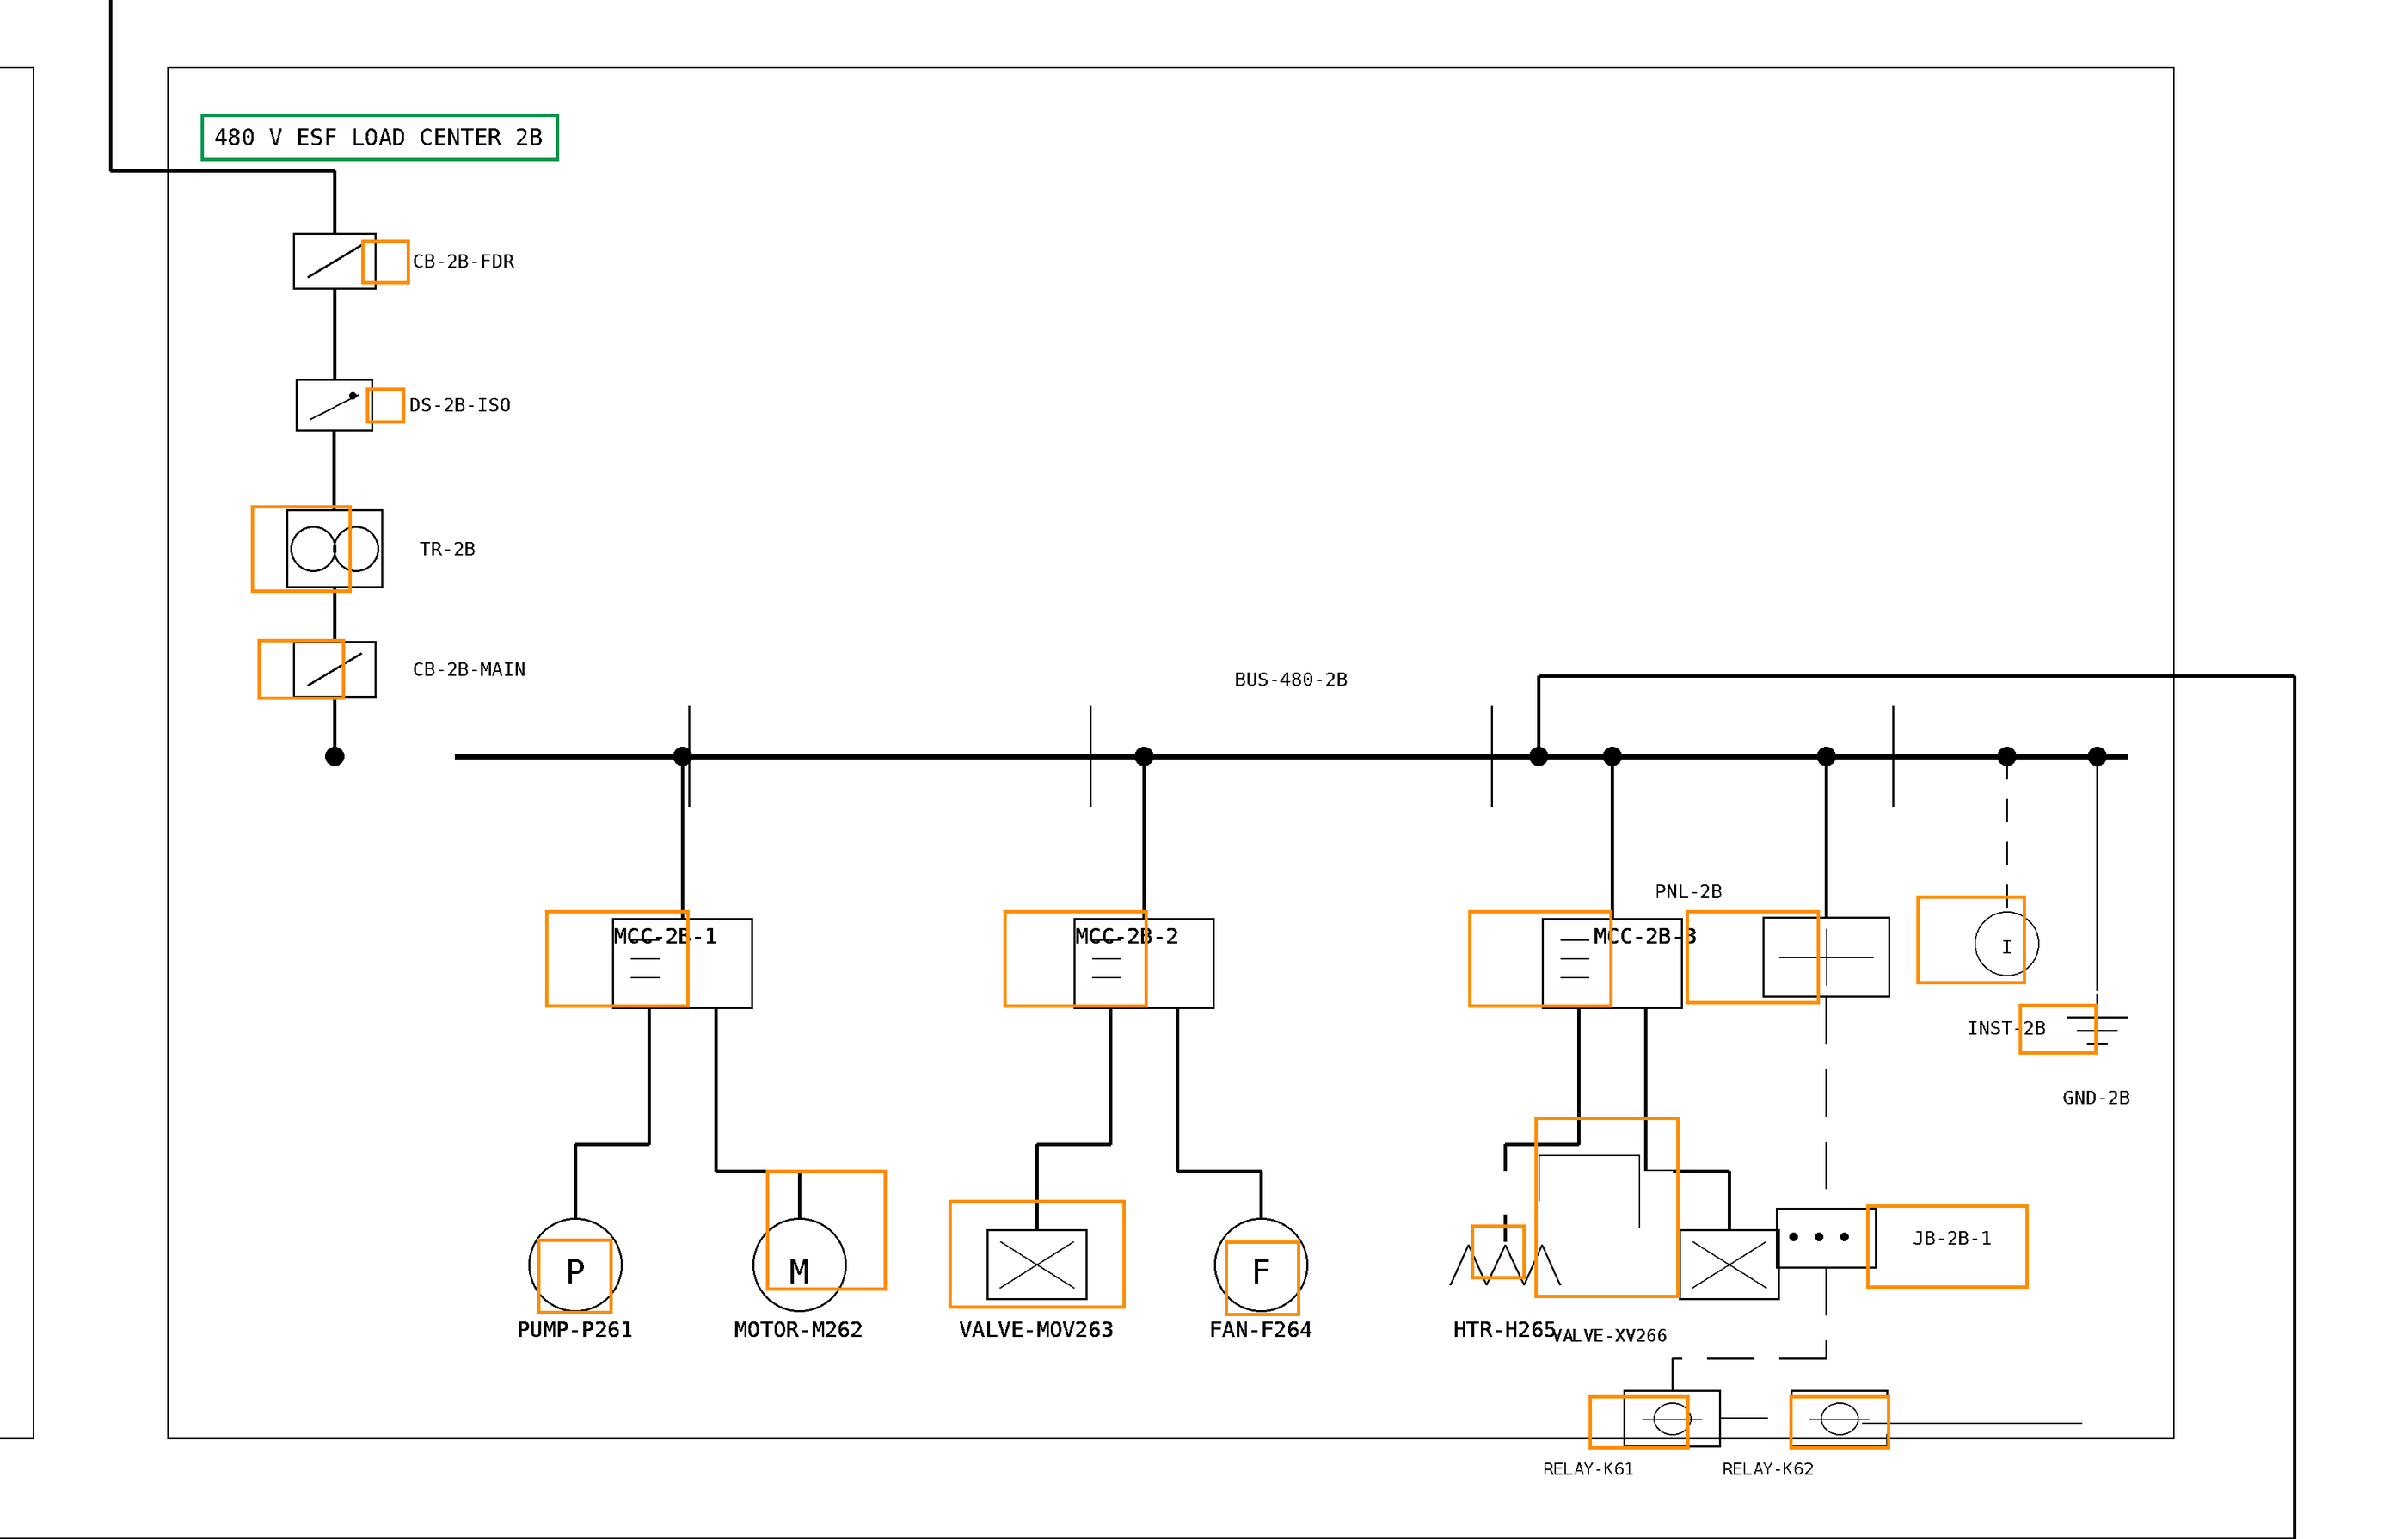 480 V ESF LOAD CENTER 2B
CB-2B-FDR
DS-2B-ISO
TR-2B
CB-2B-MAIN
BUS-480-2B
PNL-2B
MCC-2B-1
MCC-2B-2
MCC-2B-3
I
INST-2B
GND-2B
JB-2B-1
P
M
F
PUMP-P261
MOTOR-M262
VALVE-MOV263
FAN-F264
HTR-H265
VALVE-XV266
RELAY-K61
RELAY-K62